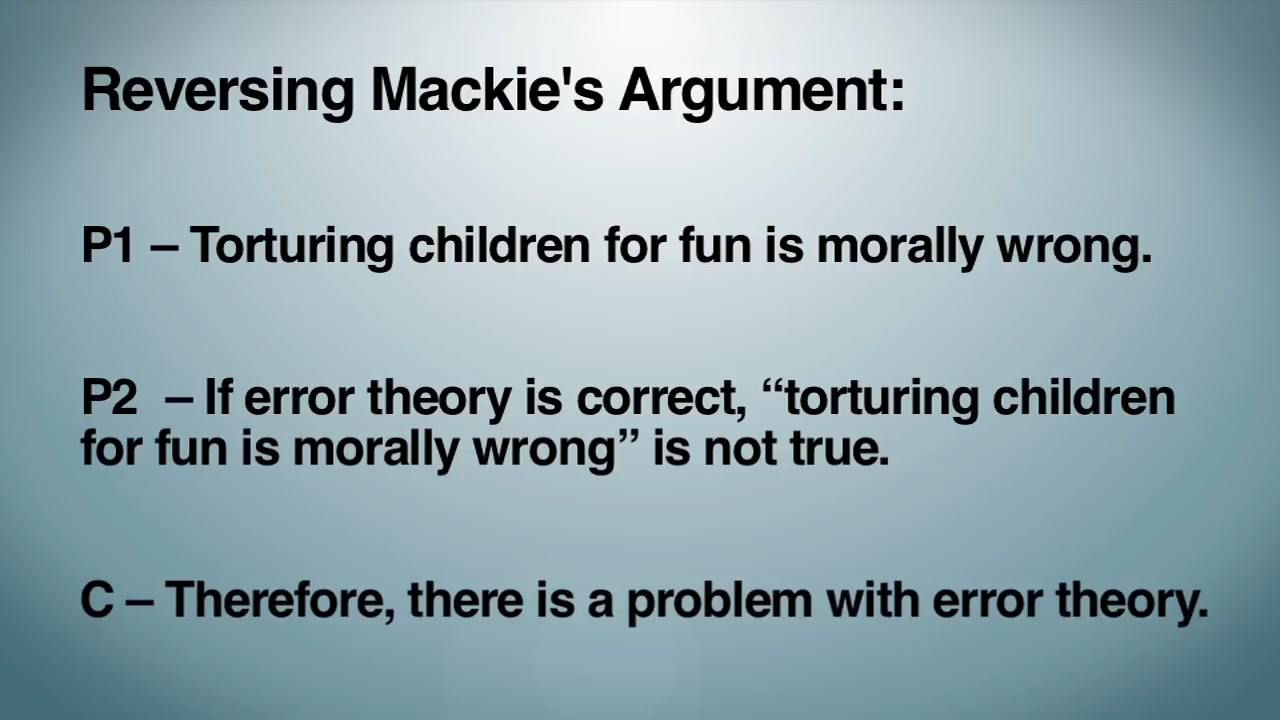 Reversing Mackie's Argument:
P1 – Torturing children for fun is morally wrong.
P2 – If error theory is correct, “torturing children
for fun is morally wrong” is not true.
C – Therefore, there is a problem with error theory.